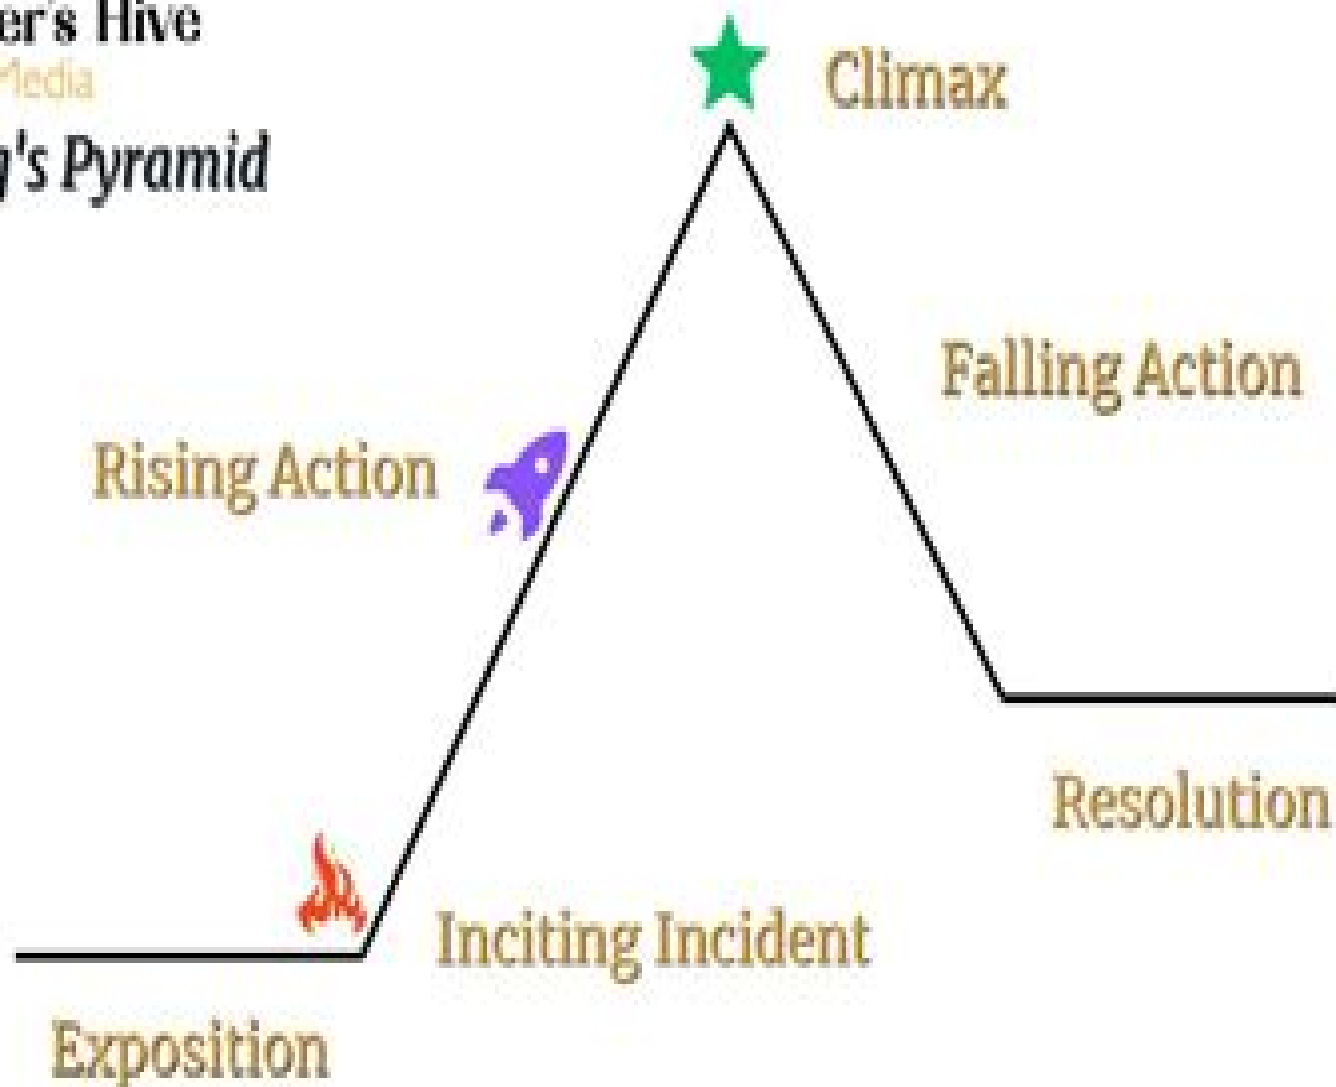 er's Hive
Media
g's Pyramid
Climax
Falling Action
Rising Action
Resolution
Inciting Incident
Exposition